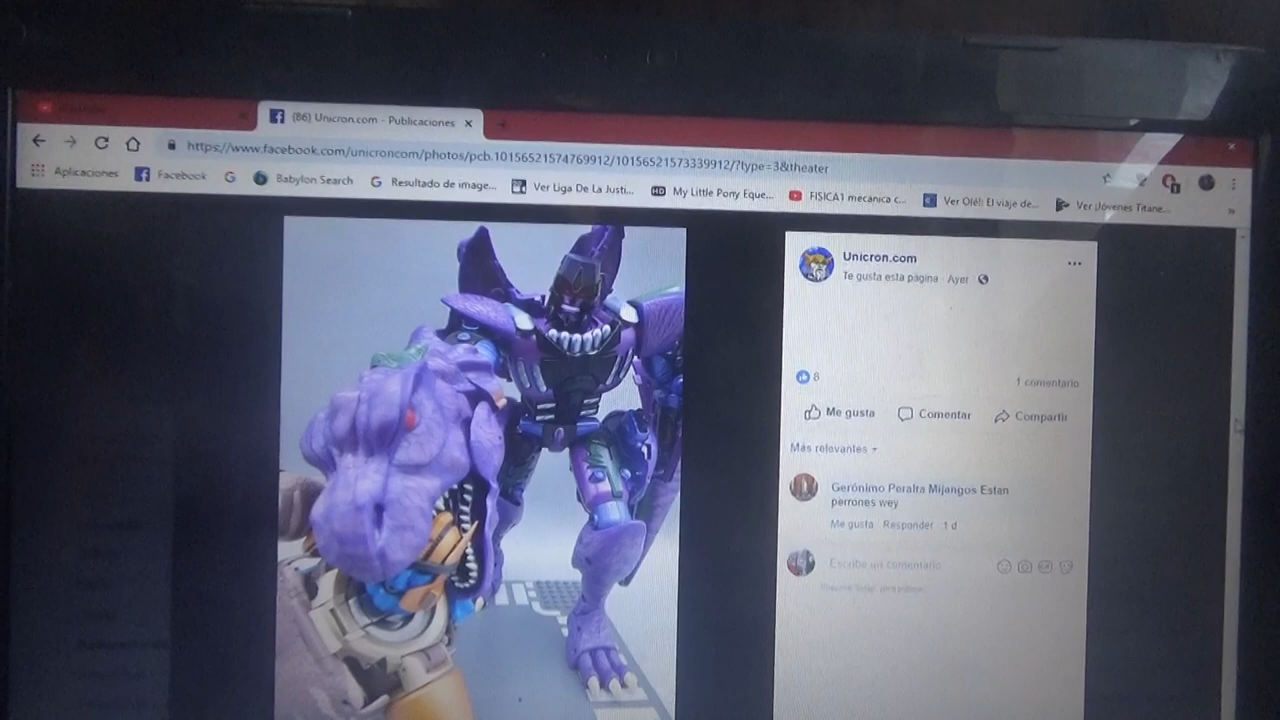 (86) Unicron.com - Publicaciones
https://www.facebook.com/unicroncom/photos/pcb.10156521574769912/10156521573339912/?type=3&theater
Aplicaciones Facebook Babylon Search Resultado de image... Ver Liga De La Justi... HD My Little Pony Eque... FISICA1 mecanica c... Ver Olé! El viaje de... Ver ¡Jóvenes Titane... »
Unicron.com
Te gusta esta página · Ayer
8
1 comentario
Me gusta Comentar Compartir
Más relevantes
Gerónimo Peralta Mijangos Estan
perrones wey
Me gusta · Responder · 1 d
Escribe un comentario